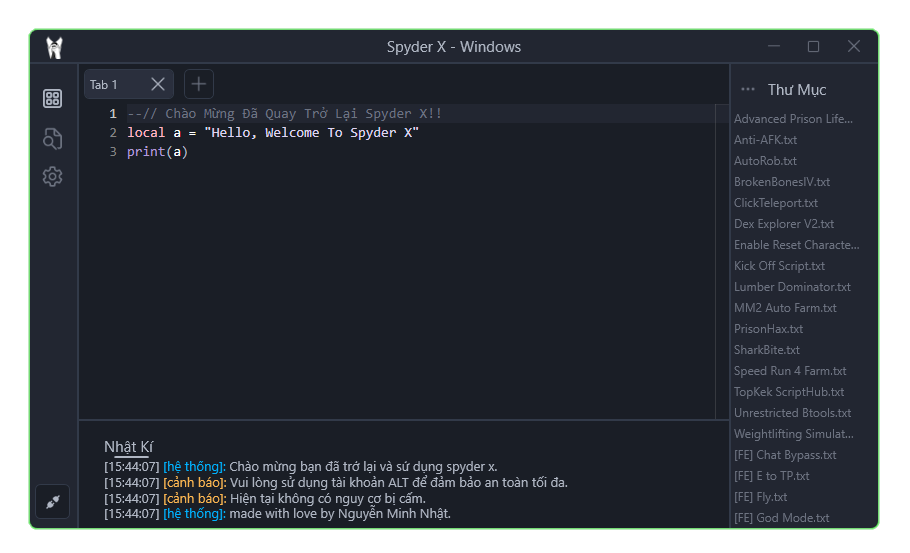 Spyder X - Windows
Tab 1
Thư Mục
1 --// Chào Mừng Đã Quay Trở Lại Spyder X!!
2 local a = "Hello, Welcome To Spyder X"
3 print(a)
Advanced Prison Life...
Anti-AFK.txt
AutoRob.txt
BrokenBonesIV.txt
ClickTeleport.txt
Dex Explorer V2.txt
Enable Reset Characte...
Kick Off Script.txt
Lumber Dominator.txt
MM2 Auto Farm.txt
PrisonHax.txt
SharkBite.txt
Speed Run 4 Farm.txt
TopKek ScriptHub.txt
Unrestricted Btools.txt
Weightlifting Simulat...
[FE] Chat Bypass.txt
[FE] E to TP.txt
[FE] Fly.txt
[FE] God Mode.txt
Nhật Kí
[15:44:07] [hệ thống]: Chào mừng bạn đã trở lại và sử dụng spyder x.
[15:44:07] [cảnh báo]: Vui lòng sử dụng tài khoản ALT để đảm bảo an toàn tối đa.
[15:44:07] [cảnh báo]: Hiện tại không có nguy cơ bị cấm.
[15:44:07] [hệ thống]: made with love by Nguyễn Minh Nhật.